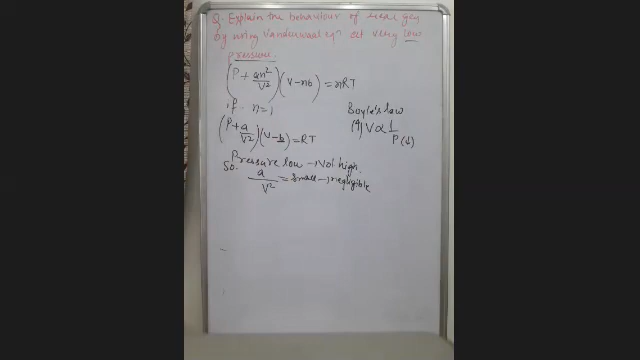 Q. Explain the behaviour of real gas
by using Vanderwaal eqn at very low
pressure.
(P + an²/V²) (V - nb) = nRT
if n = 1,
Boyle's law
(↑) V ∝ 1/P (↓)
(P + a/V²) (V - b) = RT
Pressure low → Vol high.
So.
a/V² = small → negligible